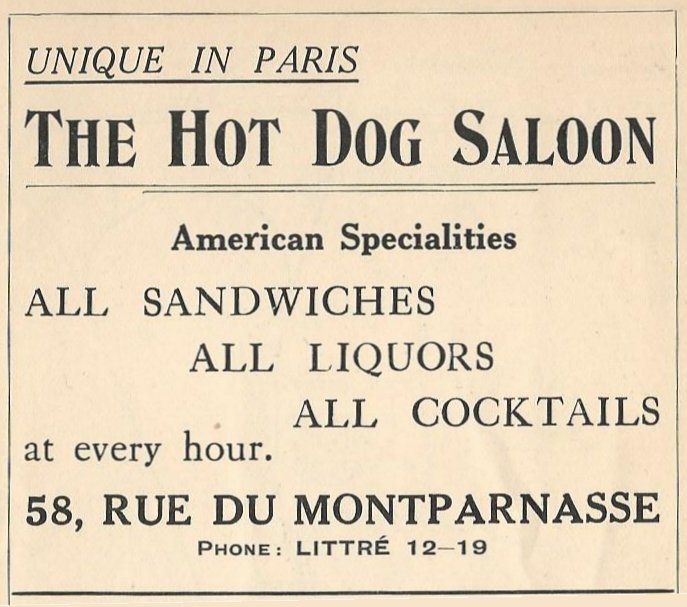 UNIQUE IN PARIS
THE HOT DOG SALOON
American Specialities
ALL SANDWICHES
ALL LIQUORS
ALL COCKTAILS
at every hour.
58, RUE DU MONTPARNASSE
PHONE: LITTRÉ 12–19